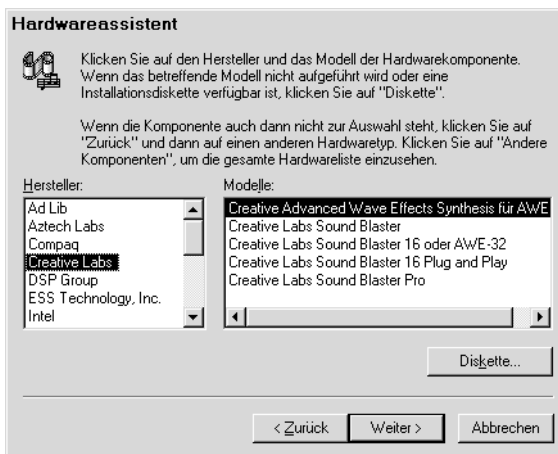 Hardwareassistent
Klicken Sie auf den Hersteller und das Modell der Hardwarekomponente.
Wenn das betreffende Modell nicht aufgeführt wird oder eine
Installationsdiskette verfügbar ist, klicken Sie auf "Diskette".
Wenn die Komponente auch dann nicht zur Auswahl steht, klicken Sie auf
"Zurück" und dann auf einen anderen Hardwaretyp. Klicken Sie auf "Andere
Komponenten", um die gesamte Hardwareliste einzusehen.
Hersteller:
Ad Lib
Aztech Labs
Compaq
Creative Labs
DSP Group
ESS Technology, Inc.
Intel
Modelle:
Creative Advanced Wave Effects Synthesis für AWE
Creative Labs Sound Blaster
Creative Labs Sound Blaster 16 oder AWE-32
Creative Labs Sound Blaster 16 Plug and Play
Creative Labs Sound Blaster Pro
Diskette...
< Zurück
Weiter >
Abbrechen